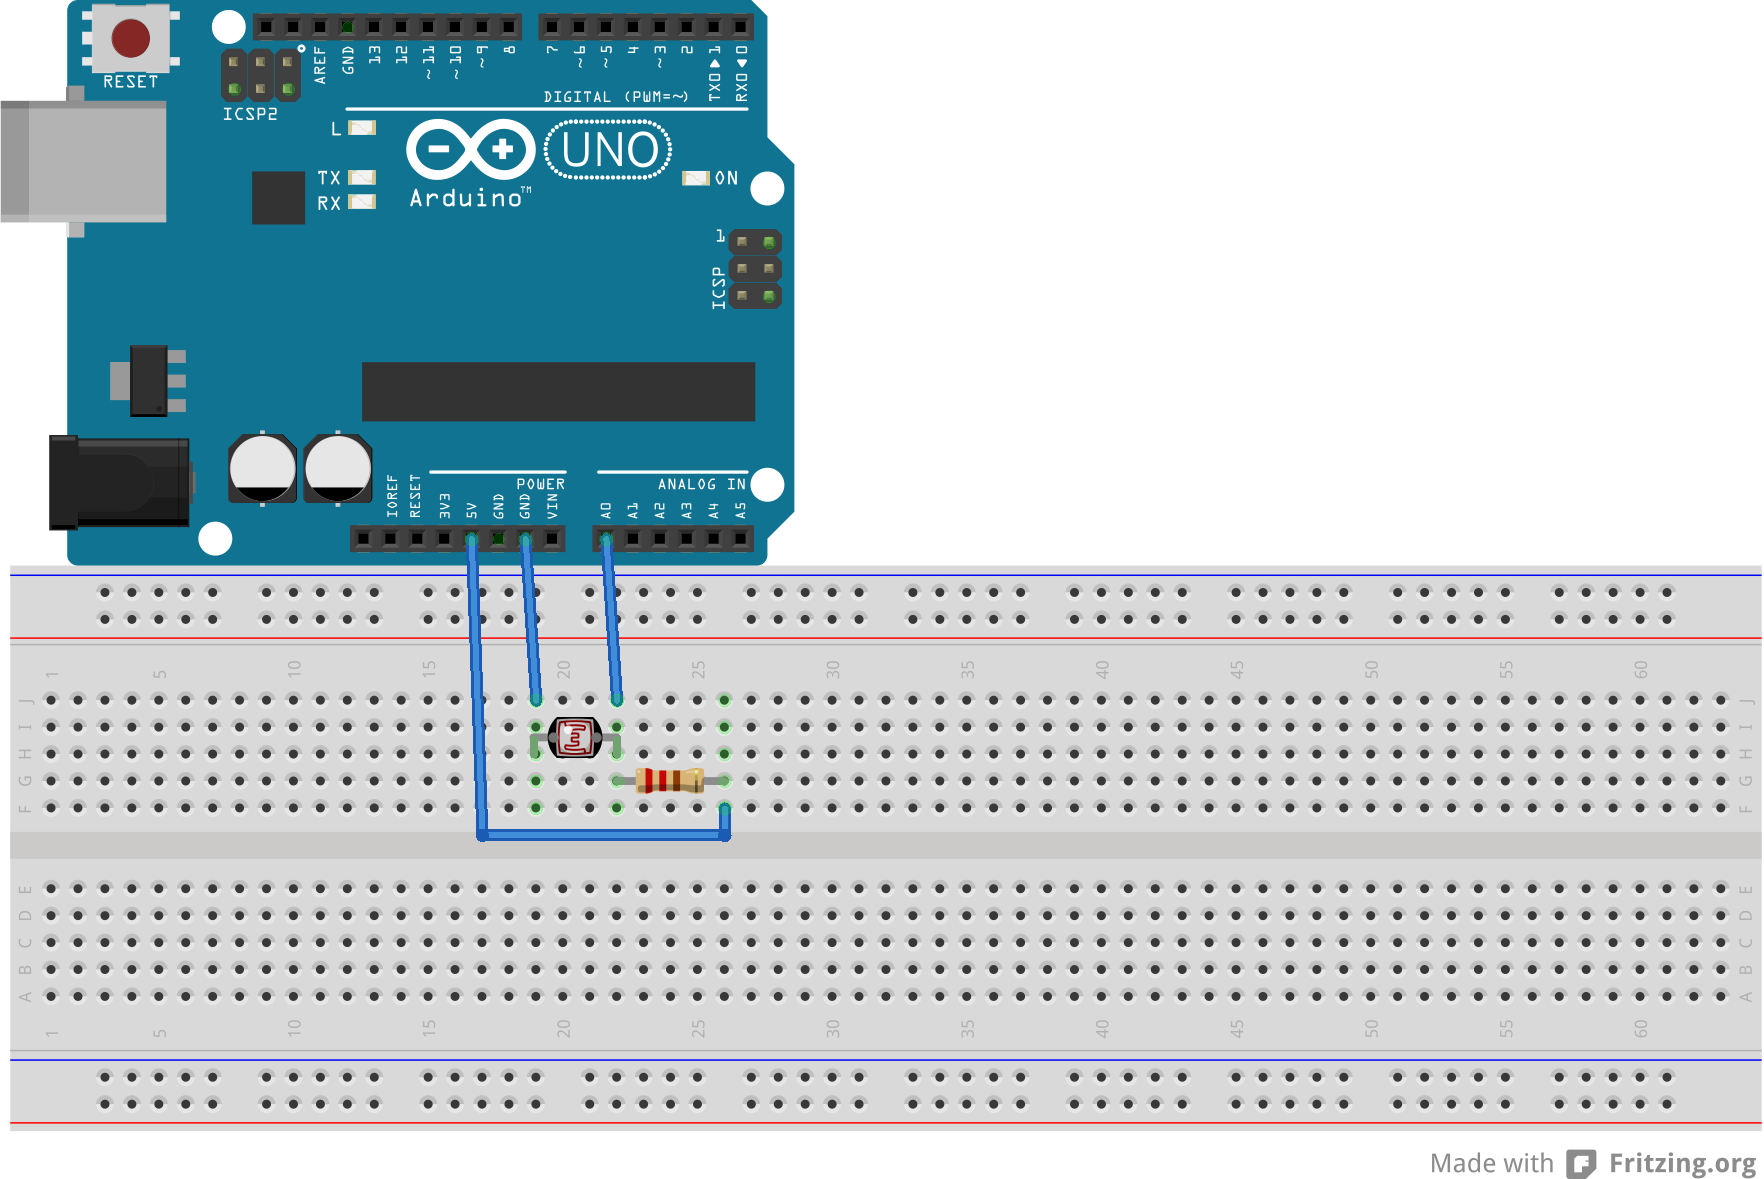 RESET
ICSP2
AREF
GND
13
12
~11
~10
~9
8
7
~6
~5
4
~3
2
TX0▶1
RX0◀0
DIGITAL (PWM=~)
L
TX
RX
UNO
Arduino™
ON
1
ICSP
POWER
ANALOG IN
IOREF
RESET
3V3
5V
GND
GND
VIN
A0
A1
A2
A3
A4
A5
1 5 10 15 20 25 30 35 40 45 50 55 60
J J
I I
H H
G G
F F
E E
D D
C C
B B
A A
1 5 10 15 20 25 30 35 40 45 50 55 60
Made with Fritzing.org